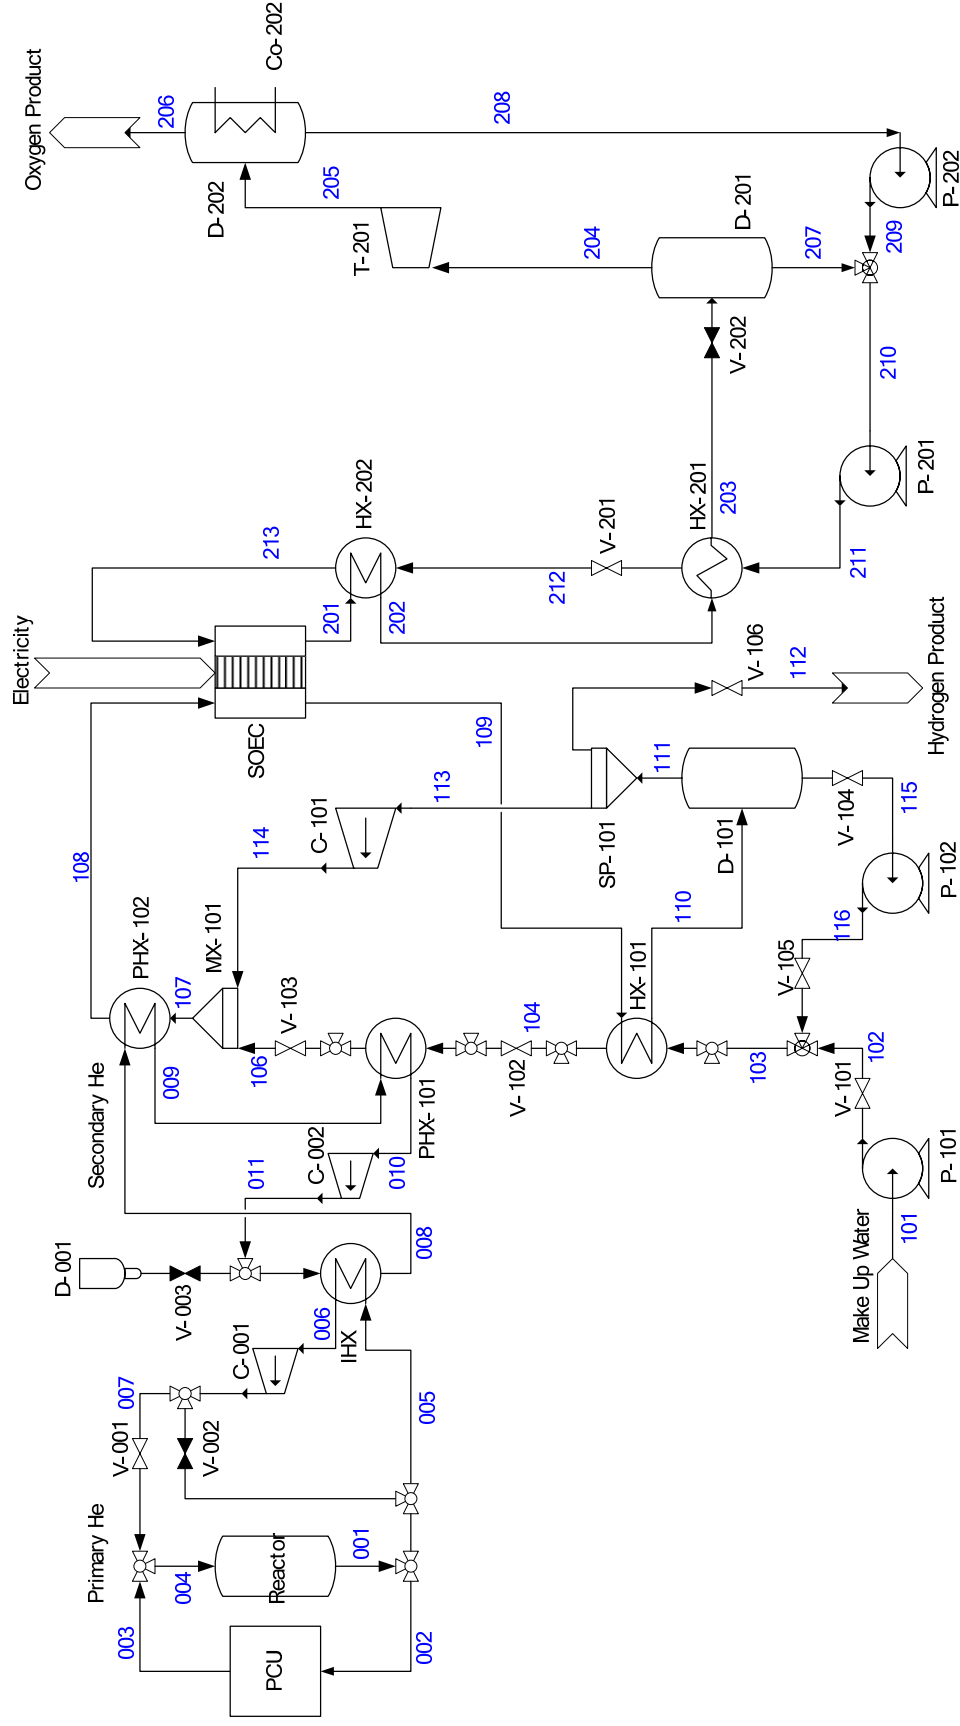 Primary He
PCU
Reactor
001
002
003
004
005
006
007
V-001
V-002
C-001
IHX
D-001
V-003
Secondary He
008
009
010
011
C-002
PHX-101
PHX-102
Make Up Water
101
P-101
V-101
102
103
V-105
116
P-102
115
V-104
HX-101
104
V-102
V-103
106
MX-101
107
108
114
C-101
113
109
110
D-101
SP-101
111
V-106
112
Hydrogen Product
SOEC
Electricity
213
201
202
HX-202
212
V-201
HX-201
203
211
P-201
210
V-202
D-201
204
207
209
P-202
T-201
205
D-202
206
Oxygen Product
Co-202
208